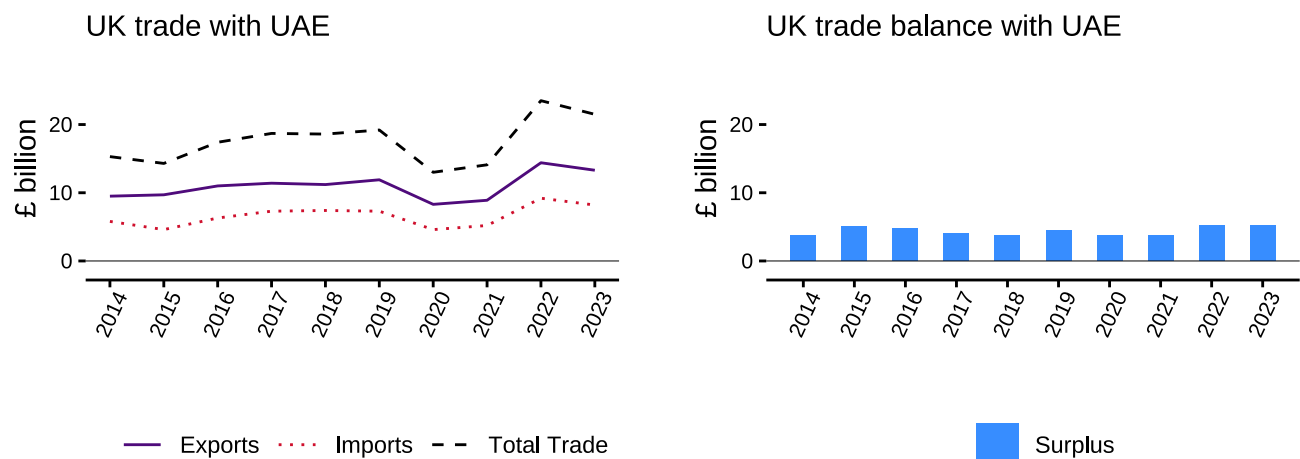 UK trade with UAE
£ billion
20
10
0
2014 2015 2016 2017 2018 2019 2020 2021 2022 2023
Exports Imports Total Trade
UK trade balance with UAE
£ billion
20
10
0
2014 2015 2016 2017 2018 2019 2020 2021 2022 2023
Surplus